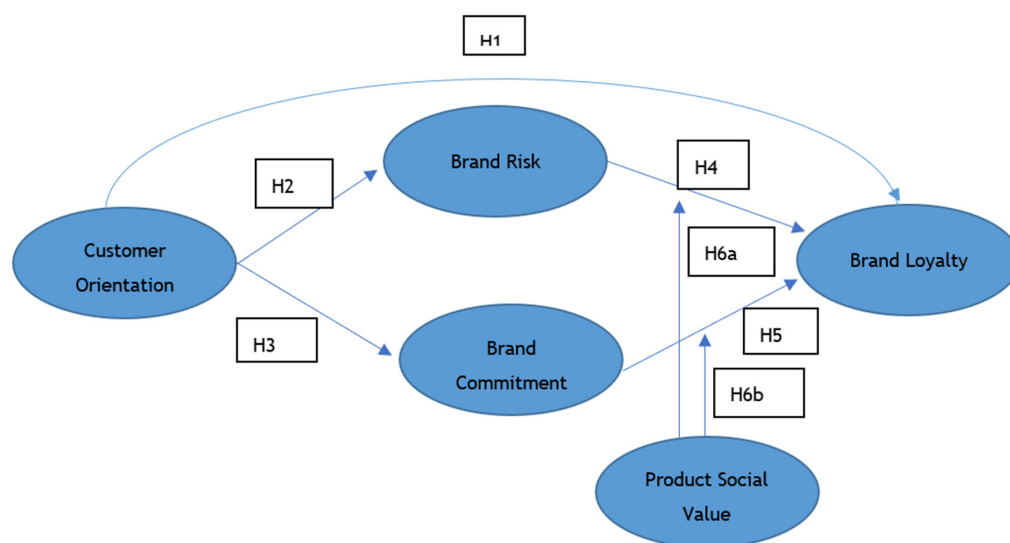 H1
Brand Risk
H2
H4
Customer
Orientation
H6a
Brand Loyalty
H3
Brand
Commitment
H5
H6b
Product Social
Value